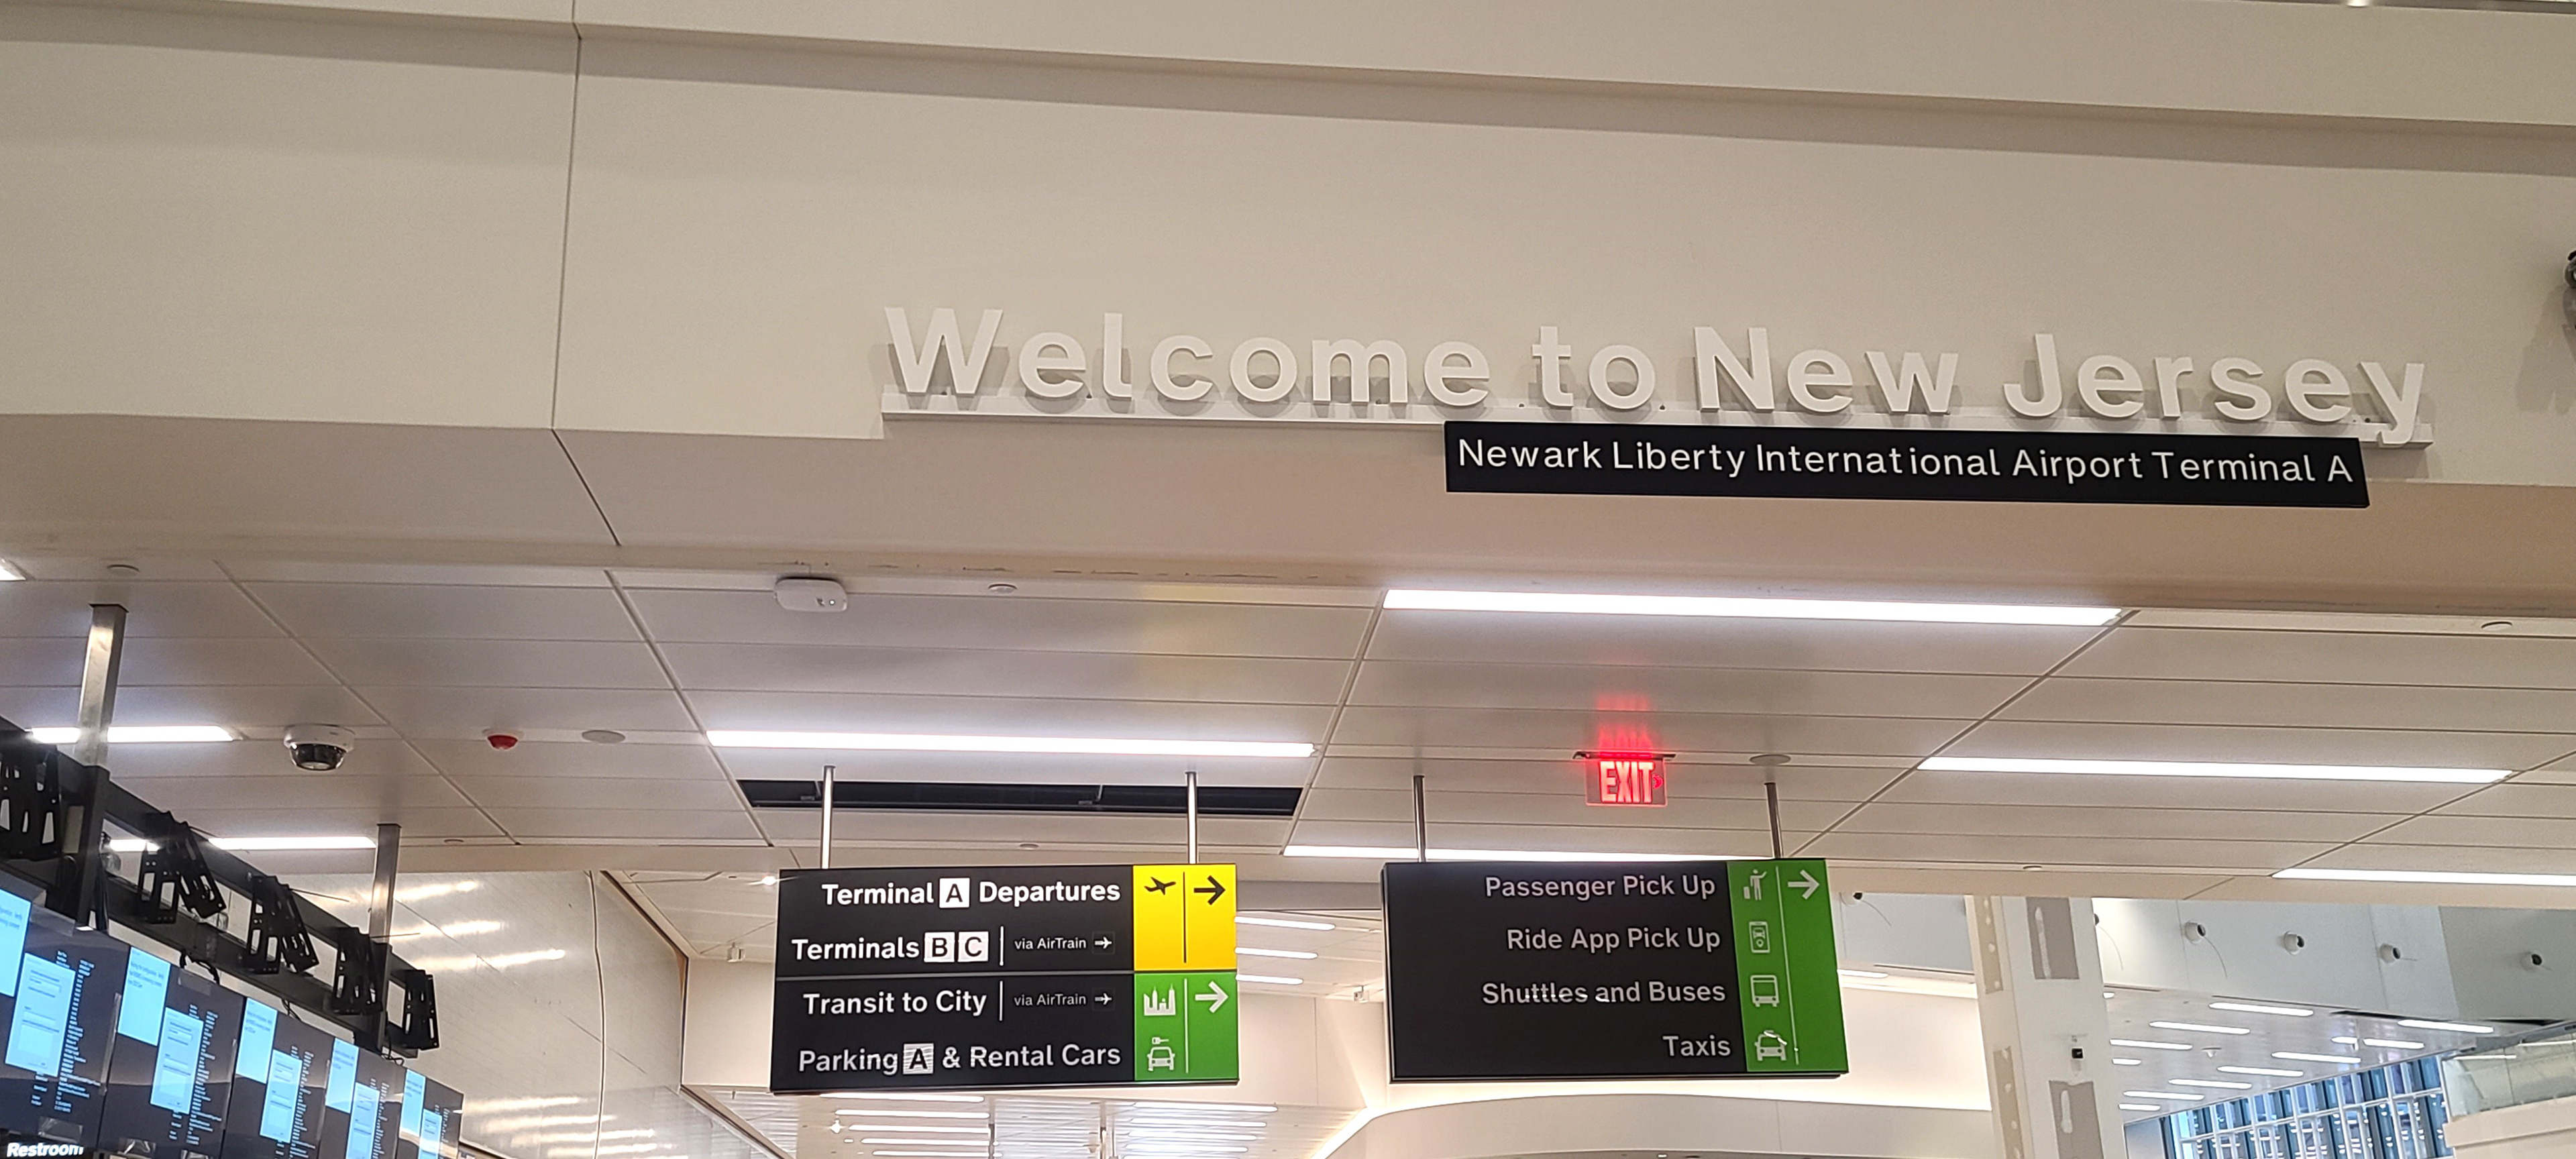 Welcome to New Jersey
Newark Liberty International Airport Terminal A
EXIT
Terminal A Departures
Terminals B C | via AirTrain →
Transit to City | via AirTrain →
Parking A & Rental Cars
Passenger Pick Up
Ride App Pick Up
Shuttles and Buses
Taxis
Restroom